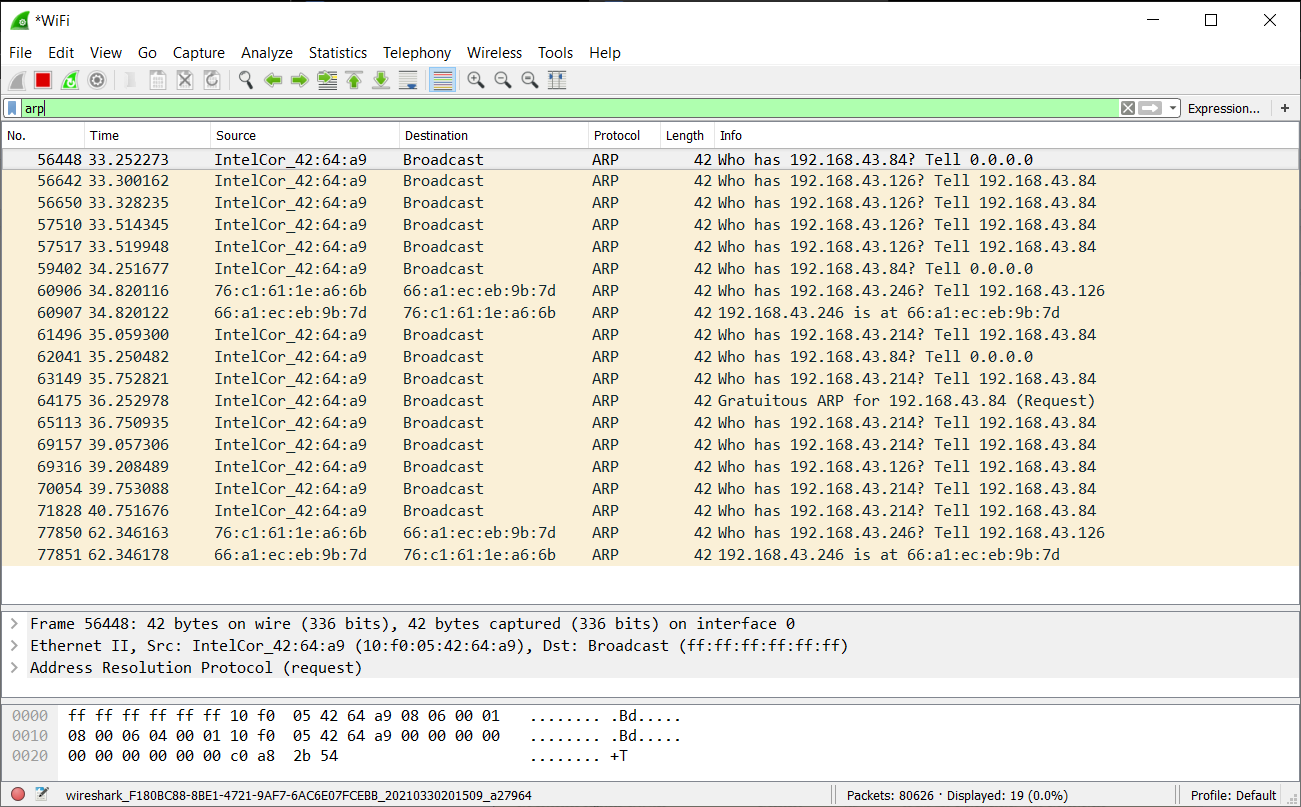 *WiFi
File Edit View Go Capture Analyze Statistics Telephony Wireless Tools Help
arp Expression... +
No. Time Source Destination Protocol Length Info
56448 33.252273 IntelCor_42:64:a9 Broadcast ARP 42 Who has 192.168.43.84? Tell 0.0.0.0
56642 33.300162 IntelCor_42:64:a9 Broadcast ARP 42 Who has 192.168.43.126? Tell 192.168.43.84
56650 33.328235 IntelCor_42:64:a9 Broadcast ARP 42 Who has 192.168.43.126? Tell 192.168.43.84
57510 33.514345 IntelCor_42:64:a9 Broadcast ARP 42 Who has 192.168.43.126? Tell 192.168.43.84
57517 33.519948 IntelCor_42:64:a9 Broadcast ARP 42 Who has 192.168.43.126? Tell 192.168.43.84
59402 34.251677 IntelCor_42:64:a9 Broadcast ARP 42 Who has 192.168.43.84? Tell 0.0.0.0
60906 34.820116 76:c1:61:1e:a6:6b 66:a1:ec:eb:9b:7d ARP 42 Who has 192.168.43.246? Tell 192.168.43.126
60907 34.820122 66:a1:ec:eb:9b:7d 76:c1:61:1e:a6:6b ARP 42 192.168.43.246 is at 66:a1:ec:eb:9b:7d
61496 35.059300 IntelCor_42:64:a9 Broadcast ARP 42 Who has 192.168.43.214? Tell 192.168.43.84
62041 35.250482 IntelCor_42:64:a9 Broadcast ARP 42 Who has 192.168.43.84? Tell 0.0.0.0
63149 35.752821 IntelCor_42:64:a9 Broadcast ARP 42 Who has 192.168.43.214? Tell 192.168.43.84
64175 36.252978 IntelCor_42:64:a9 Broadcast ARP 42 Gratuitous ARP for 192.168.43.84 (Request)
65113 36.750935 IntelCor_42:64:a9 Broadcast ARP 42 Who has 192.168.43.214? Tell 192.168.43.84
69157 39.057306 IntelCor_42:64:a9 Broadcast ARP 42 Who has 192.168.43.214? Tell 192.168.43.84
69316 39.208489 IntelCor_42:64:a9 Broadcast ARP 42 Who has 192.168.43.126? Tell 192.168.43.84
70054 39.753088 IntelCor_42:64:a9 Broadcast ARP 42 Who has 192.168.43.214? Tell 192.168.43.84
71828 40.751676 IntelCor_42:64:a9 Broadcast ARP 42 Who has 192.168.43.214? Tell 192.168.43.84
77850 62.346163 76:c1:61:1e:a6:6b 66:a1:ec:eb:9b:7d ARP 42 Who has 192.168.43.246? Tell 192.168.43.126
77851 62.346178 66:a1:ec:eb:9b:7d 76:c1:61:1e:a6:6b ARP 42 192.168.43.246 is at 66:a1:ec:eb:9b:7d
Frame 56448: 42 bytes on wire (336 bits), 42 bytes captured (336 bits) on interface 0
Ethernet II, Src: IntelCor_42:64:a9 (10:f0:05:42:64:a9), Dst: Broadcast (ff:ff:ff:ff:ff:ff)
Address Resolution Protocol (request)
0000 ff ff ff ff ff ff 10 f0 05 42 64 a9 08 06 00 01 ........ .Bd.....
0010 08 00 06 04 00 01 10 f0 05 42 64 a9 00 00 00 00 ........ .Bd.....
0020 00 00 00 00 00 00 c0 a8 2b 54 ........ +T
wireshark_F180BC88-8BE1-4721-9AF7-6AC6E07FCEBB_20210330201509_a27964 Packets: 80626 · Displayed: 19 (0.0%) Profile: Default